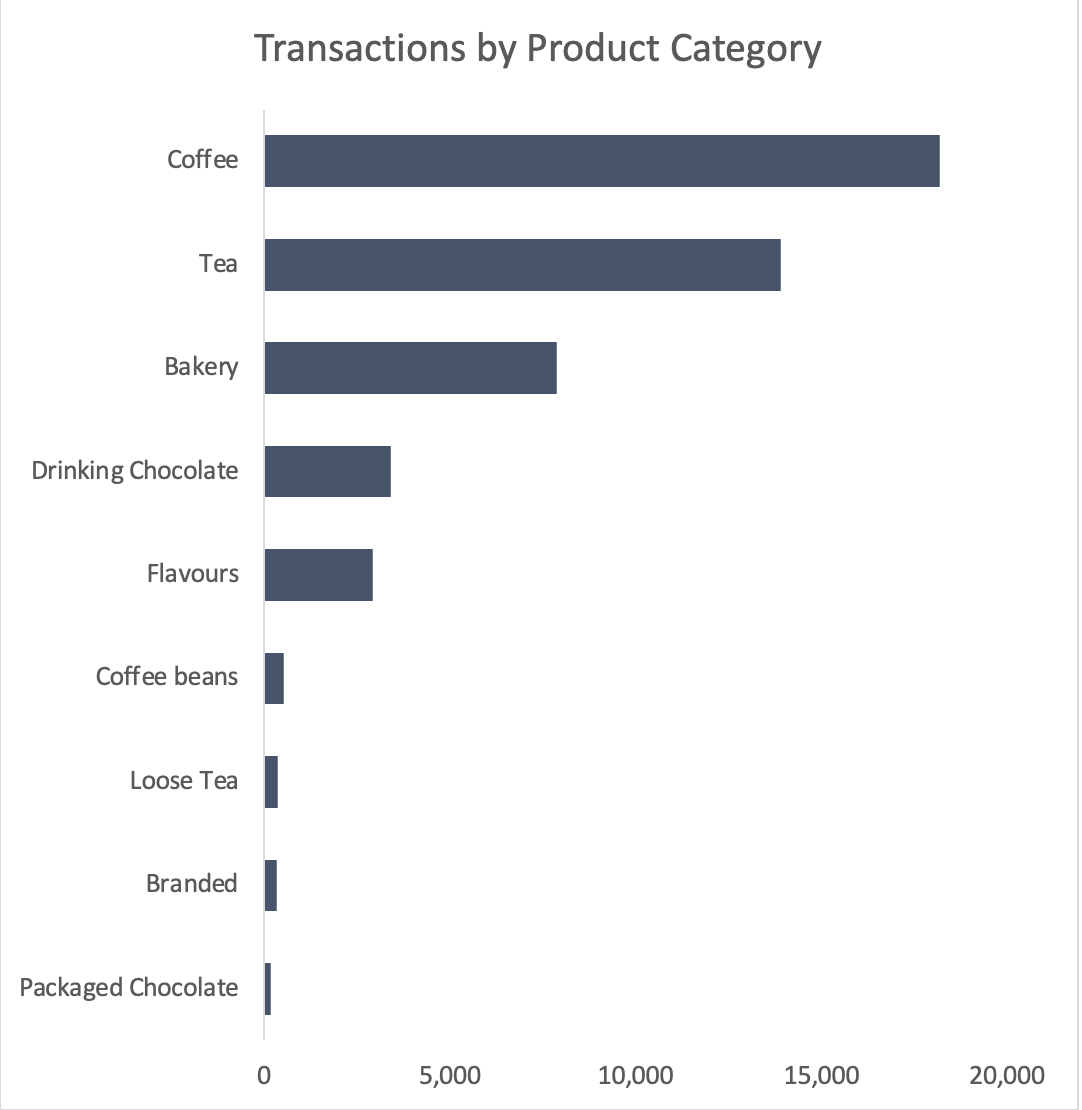 Transactions by Product Category
Coffee
Tea
Bakery
Drinking Chocolate
Flavours
Coffee beans
Loose Tea
Branded
Packaged Chocolate
0 5,000 10,000 15,000 20,000